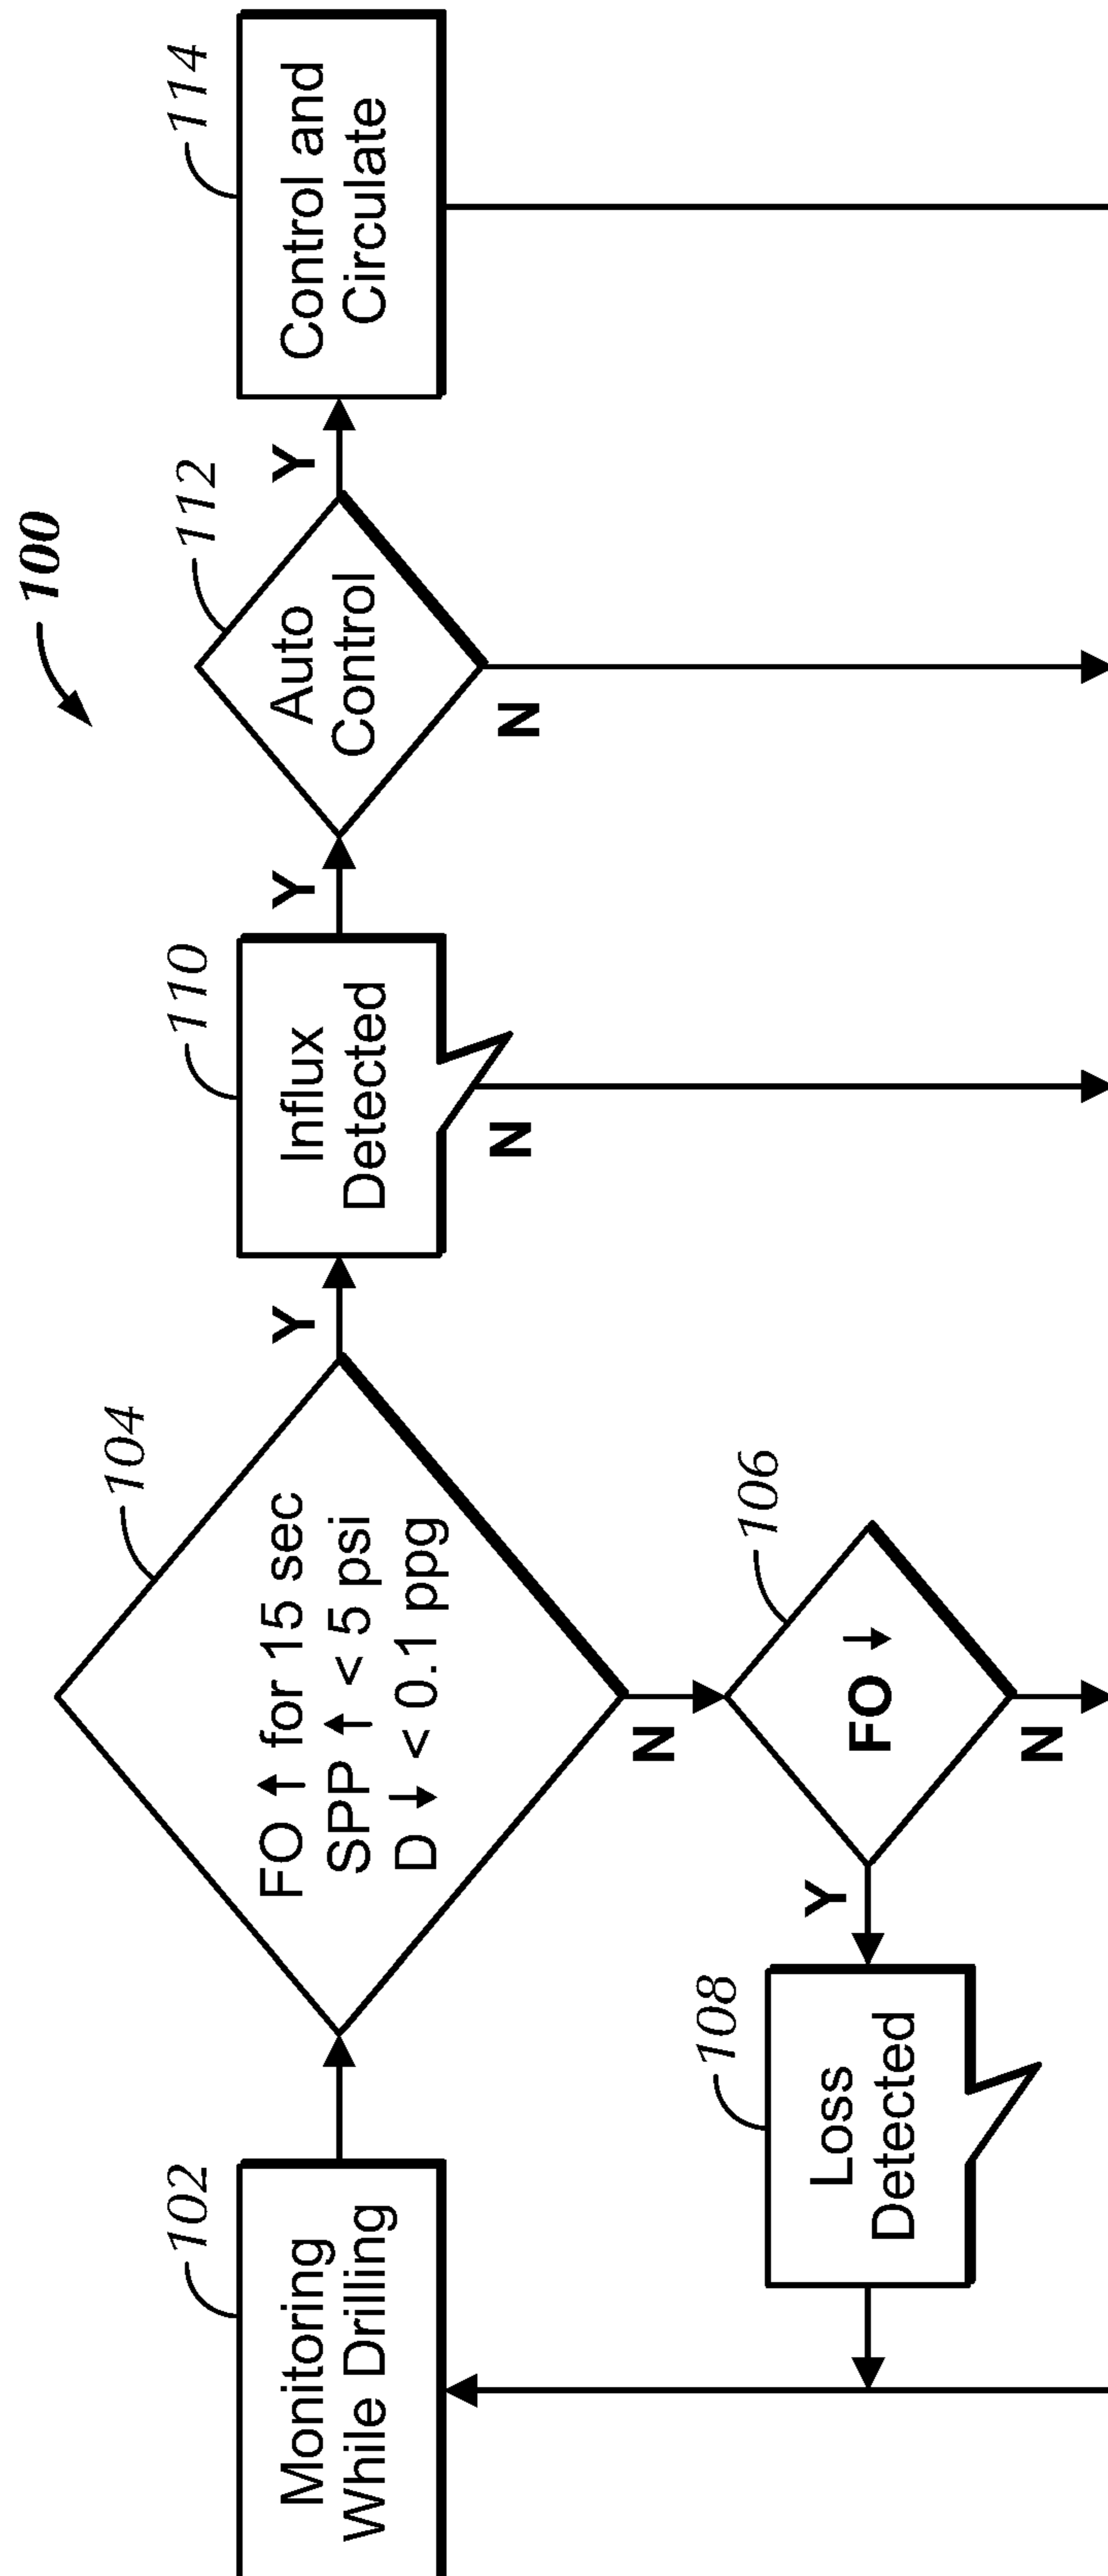 100
102
Monitoring
While Drilling
104
FO ↑ for 15 sec
SPP ↑ < 5 psi
D ↓ < 0.1 ppg
Y
N
110
Influx
Detected
Y
N
112
Auto
Control
Y
N
114
Control and
Circulate
106
FO ↓
Y
N
108
Loss
Detected